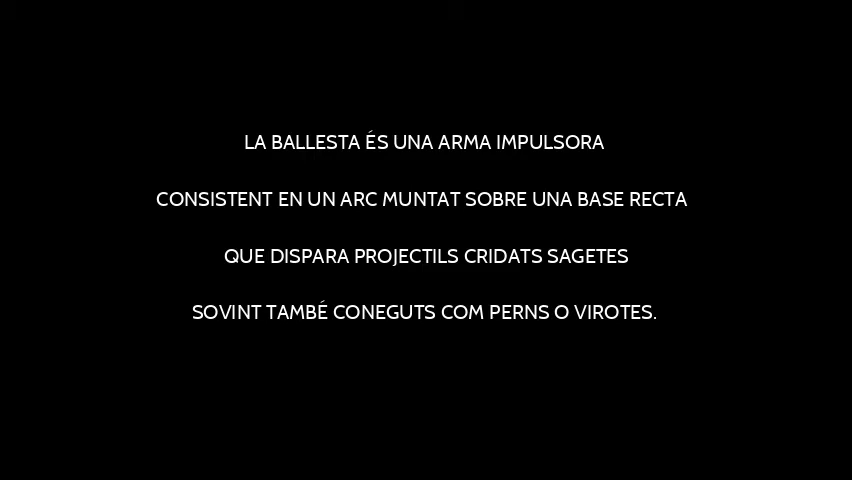 LA BALLESTA ÉS UNA ARMA IMPULSORA
CONSISTENT EN UN ARC MUNTAT SOBRE UNA BASE RECTA
QUE DISPARA PROJECTILS CRIDATS SAGETES
SOVINT TAMBÉ CONEGUTS COM PERNS O VIROTES.